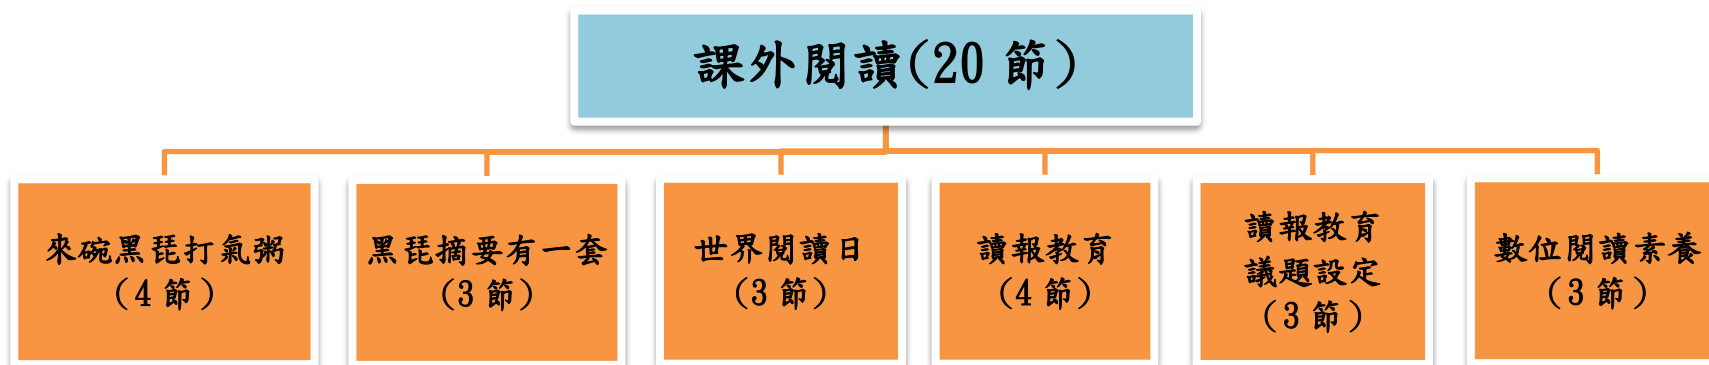 課外閱讀(20 節)
來碗黑琵打氣粥
(4 節)
黑琵摘要有一套
(3 節)
世界閱讀日
(3 節)
讀報教育
(4 節)
讀報教育
議題設定
(3 節)
數位閱讀素養
(3 節)